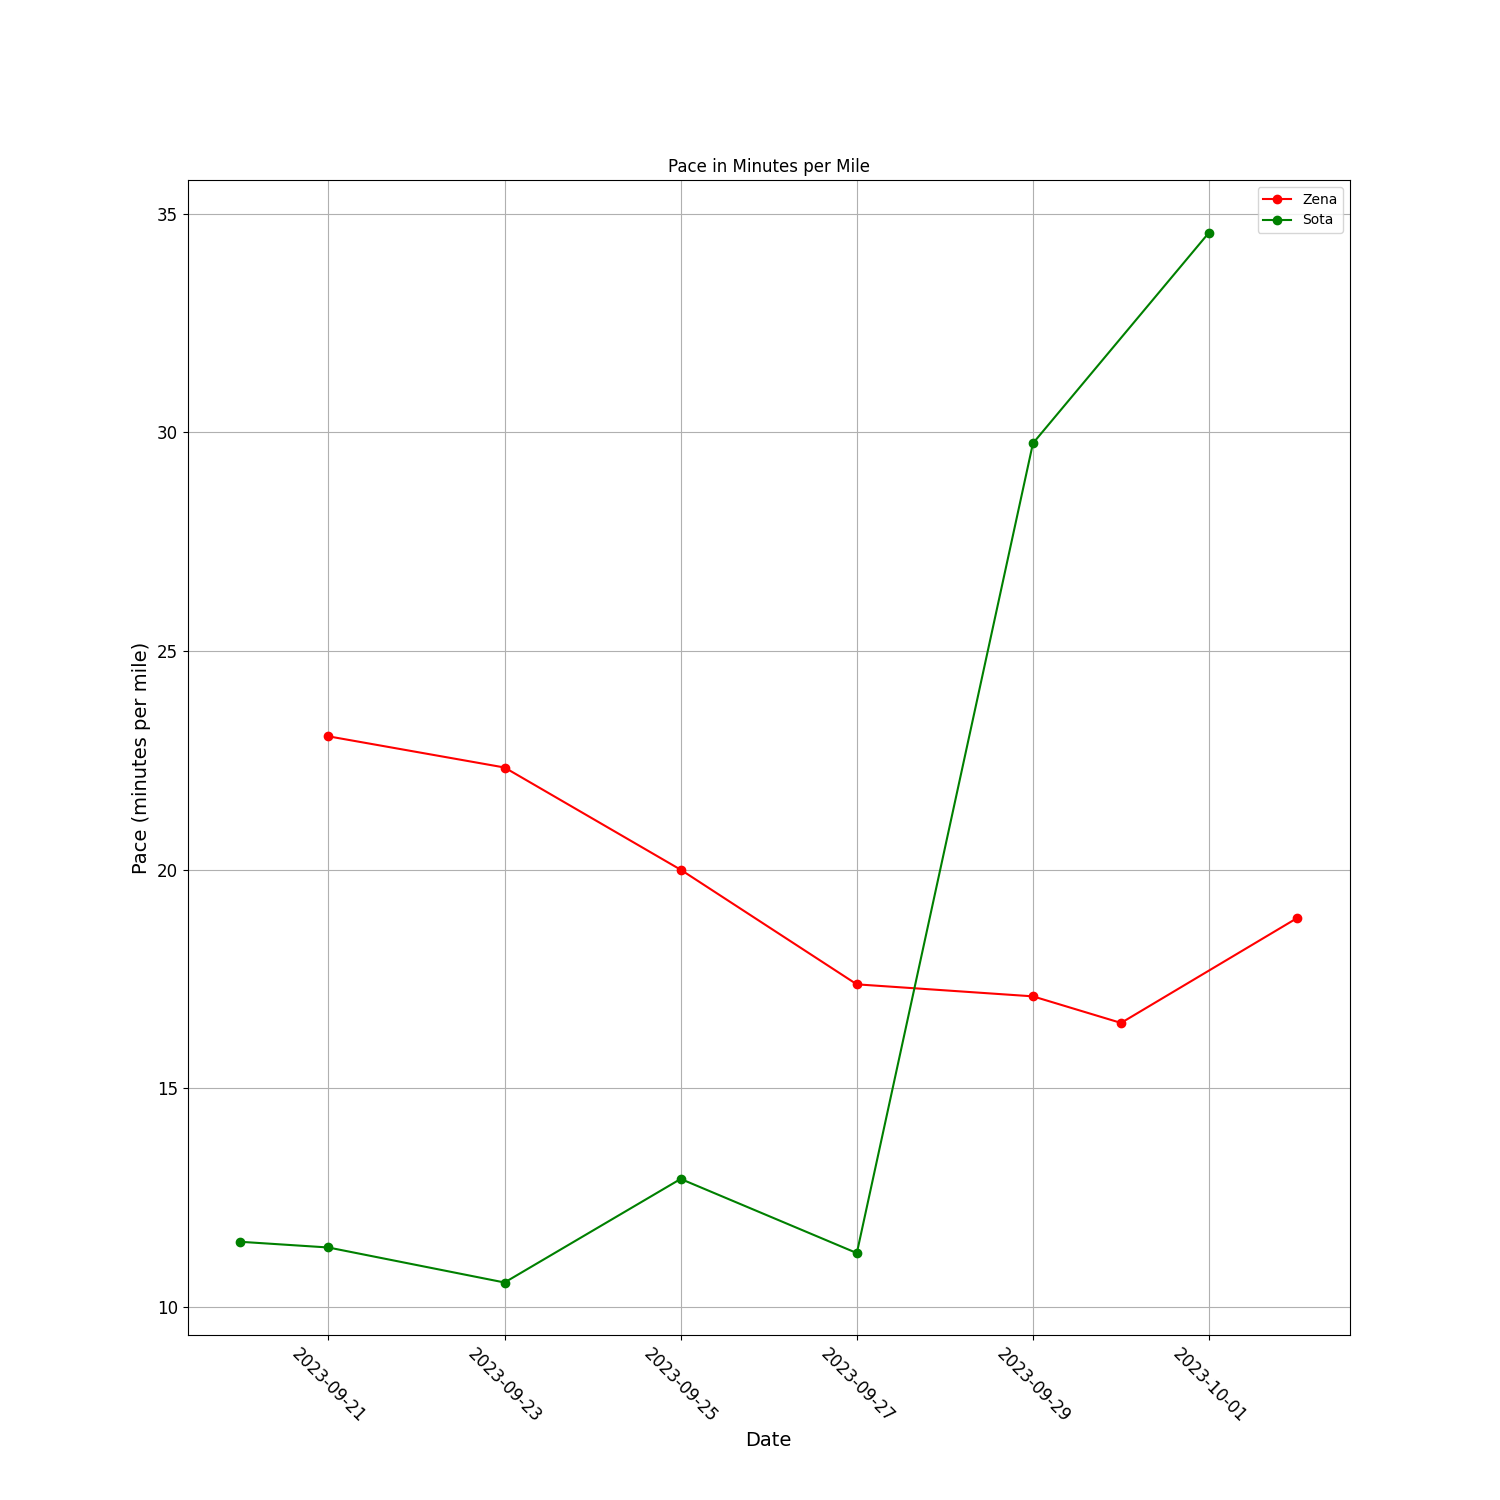 Pace in Minutes per Mile
Zena
Sota
35
30
25
20
15
10
Pace (minutes per mile)
2023-09-21
2023-09-23
2023-09-25
2023-09-27
2023-09-29
2023-10-01
Date